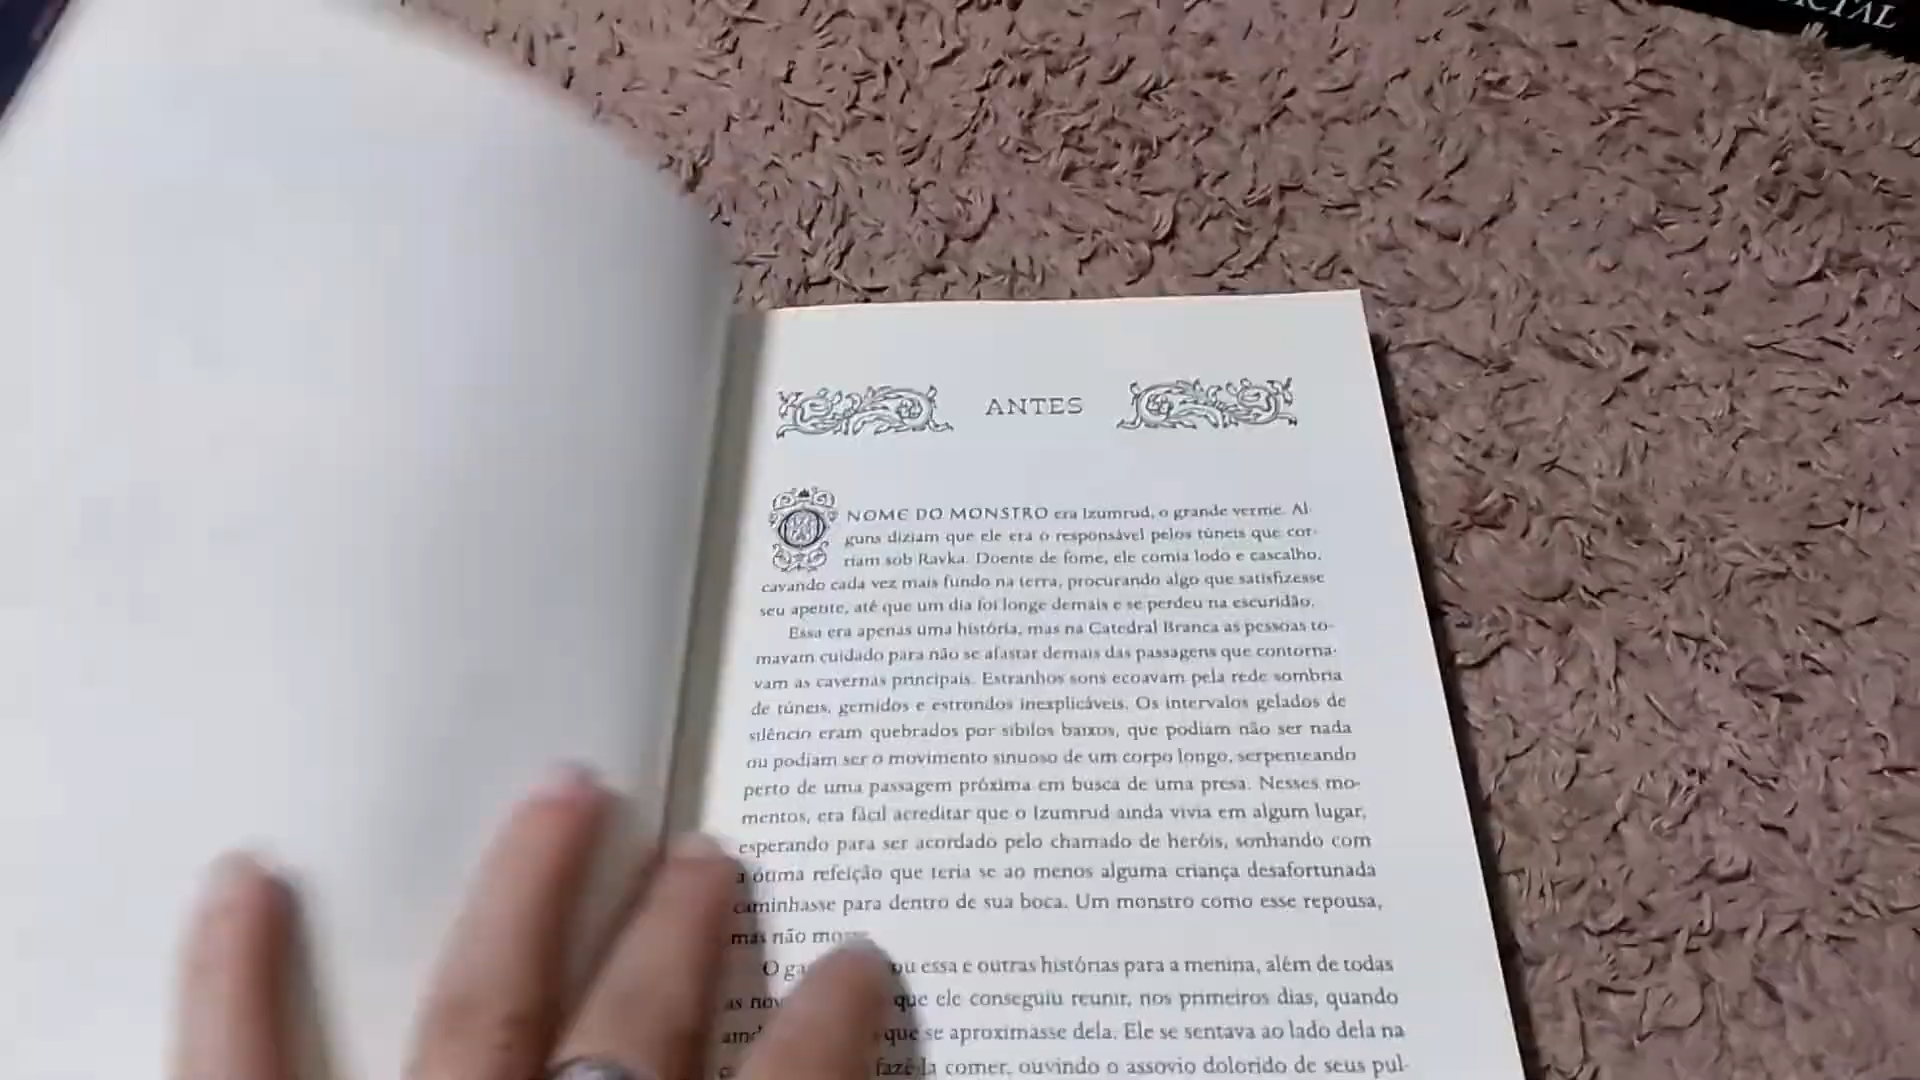 ANTES
O NOME DO MONSTRO era Izumrud, o grande verme. Al-
guns diziam que ele era o responsável pelos túneis que cor-
riam sob Ravka. Doente de fome, ele comia lodo e cascalho,
cavando cada vez mais fundo na terra, procurando algo que satisfizesse
seu apetite, até que um dia foi longe demais e se perdeu na escuridão.
Essa era apenas uma história, mas na Catedral Branca as pessoas to-
mavam cuidado para não se afastar demais das passagens que contorna-
vam as cavernas principais. Estranhos sons ecoavam pela rede sombria
de túneis, gemidos e estrondos inexplicáveis. Os intervalos gelados de
silêncio eram quebrados por sibilos baixos, que podiam não ser nada
ou podiam ser o movimento sinuoso de um corpo longo, serpenteando
perto de uma passagem próxima em busca de uma presa. Nesses mo-
mentos, era fácil acreditar que o Izumrud ainda vivia em algum lugar,
esperando para ser acordado pelo chamado de heróis, sonhando com
a ótima refeição que teria se ao menos alguma criança desafortunada
caminhasse para dentro de sua boca. Um monstro como esse repousa,
mas não
O essa e outras histórias para a menina, além de todas
as que ele conseguiu reunir, nos primeiros dias, quando
que se aproximasse dela. Ele se sentava ao lado dela na
fazê-la comer, ouvindo o assovio dolorido de seus pul-